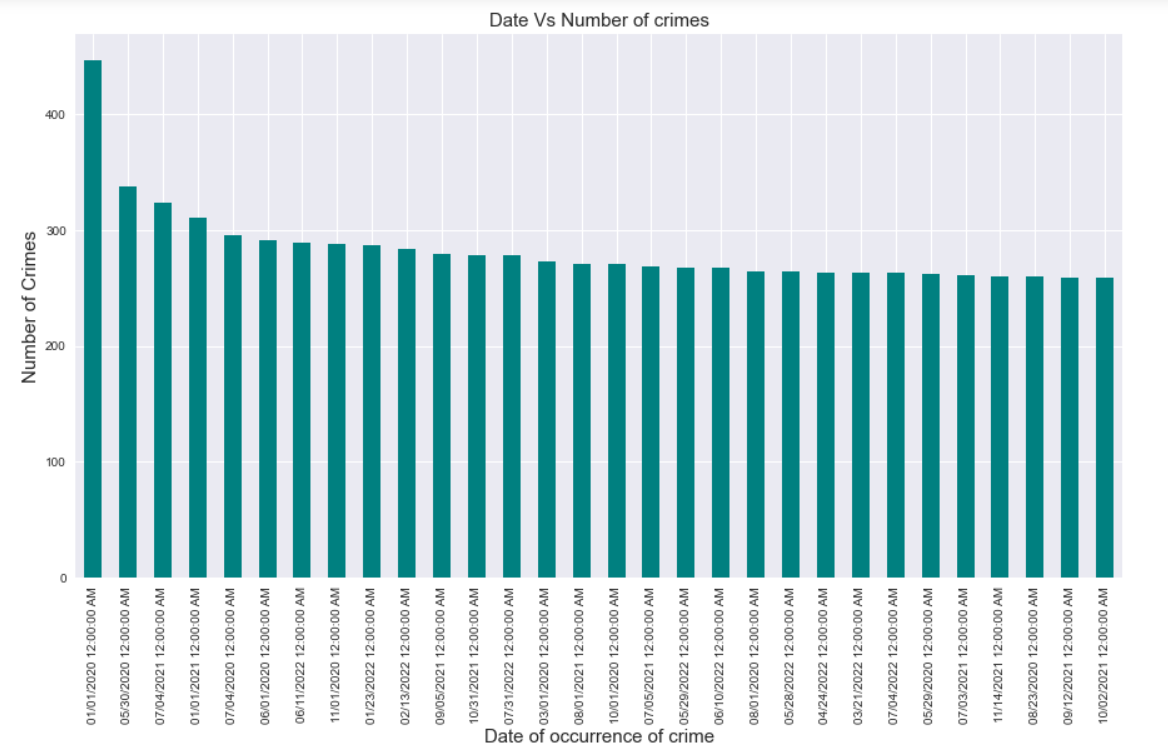 Date Vs Number of crimes
Number of Crimes
400
300
200
100
0
01/01/2020 12:00:00 AM
05/30/2020 12:00:00 AM
07/04/2021 12:00:00 AM
01/01/2021 12:00:00 AM
07/04/2020 12:00:00 AM
06/01/2020 12:00:00 AM
06/11/2022 12:00:00 AM
11/01/2020 12:00:00 AM
01/23/2022 12:00:00 AM
02/13/2022 12:00:00 AM
09/05/2021 12:00:00 AM
10/31/2021 12:00:00 AM
07/31/2022 12:00:00 AM
03/01/2020 12:00:00 AM
08/01/2021 12:00:00 AM
10/01/2020 12:00:00 AM
07/05/2021 12:00:00 AM
05/29/2022 12:00:00 AM
06/10/2022 12:00:00 AM
08/01/2020 12:00:00 AM
05/28/2022 12:00:00 AM
04/24/2022 12:00:00 AM
03/21/2022 12:00:00 AM
07/04/2022 12:00:00 AM
05/29/2020 12:00:00 AM
07/03/2021 12:00:00 AM
11/14/2021 12:00:00 AM
08/23/2020 12:00:00 AM
09/12/2021 12:00:00 AM
10/02/2021 12:00:00 AM
Date of occurrence of crime